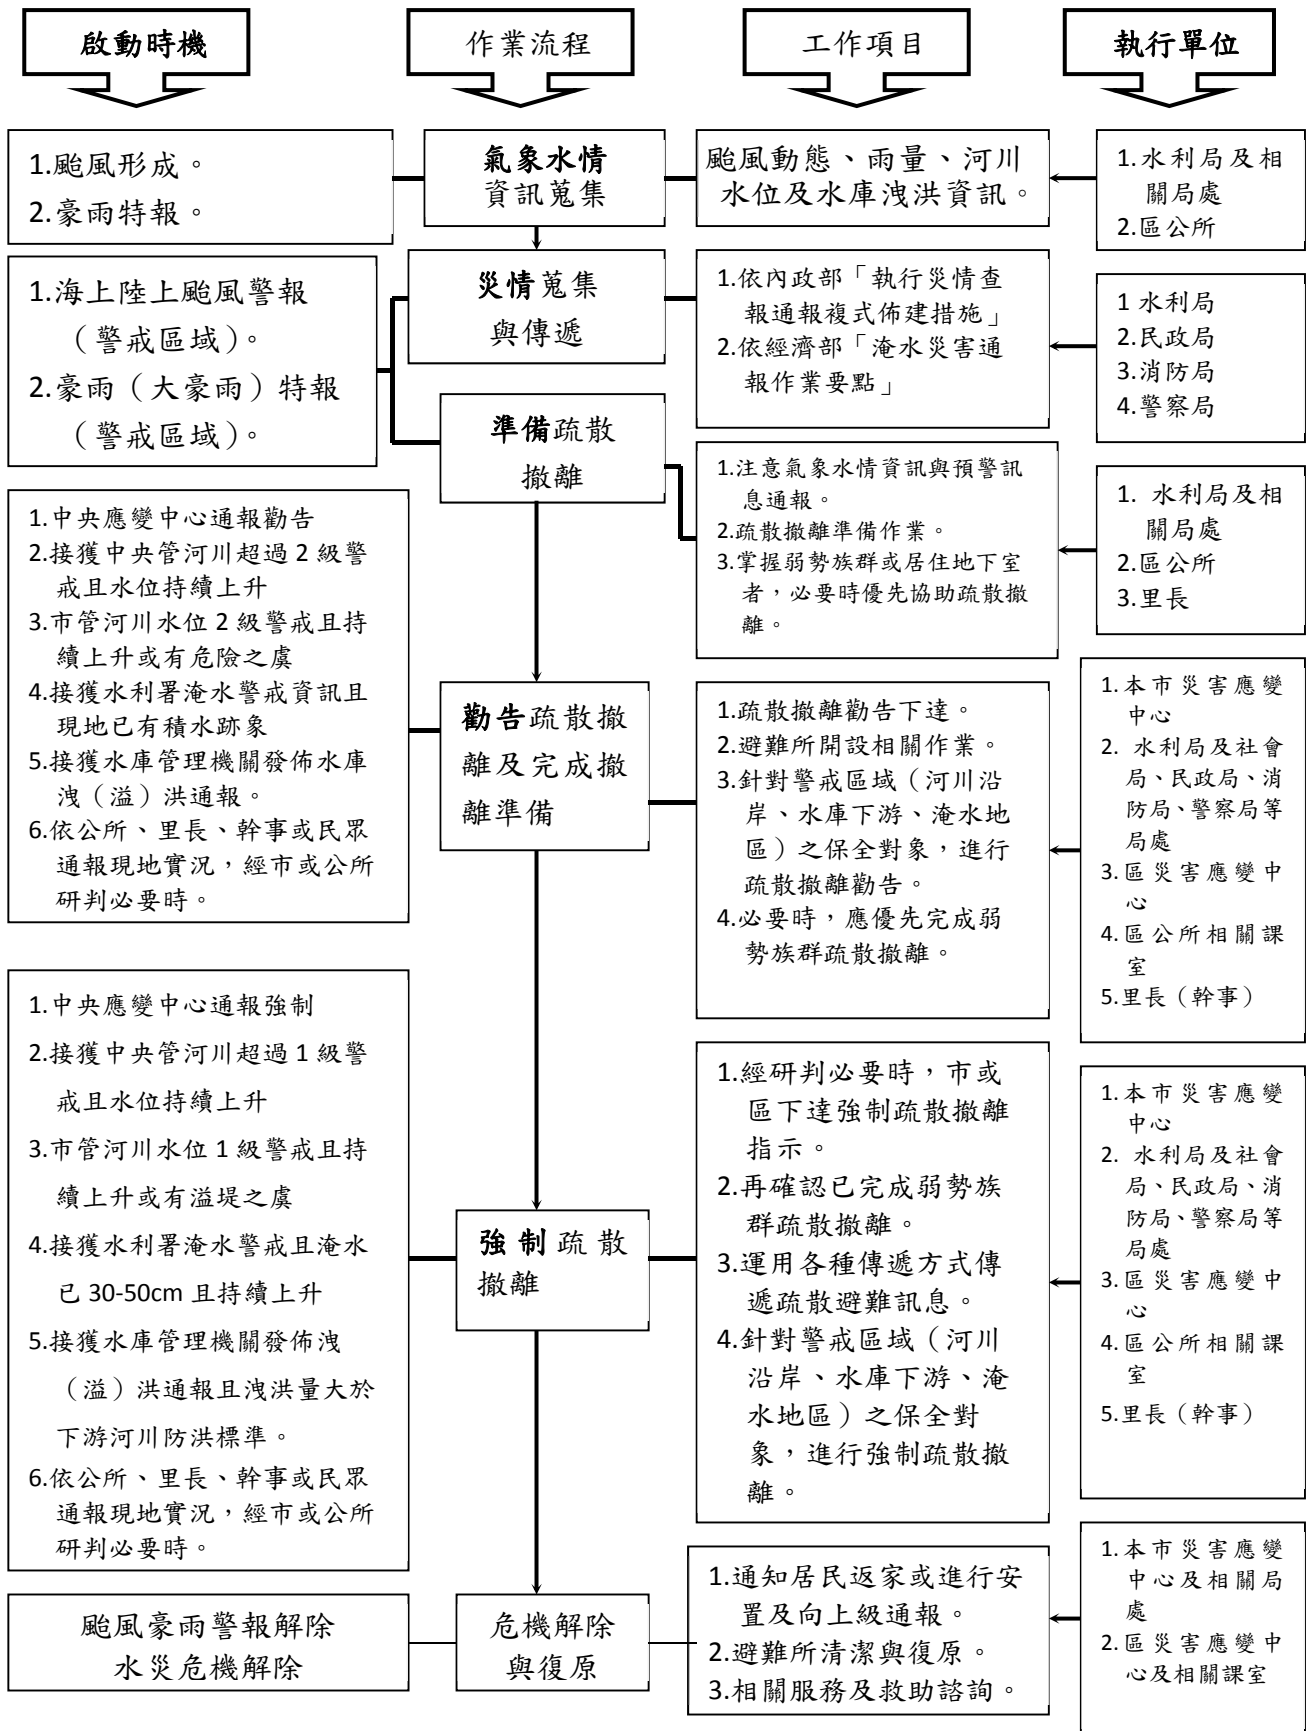 啟動時機
作業流程
工作項目
執行單位
1.颱風形成。
2.豪雨特報。
氣象水情
資訊蒐集
颱風動態、雨量、河川
水位及水庫洩洪資訊。
1.水利局及相
關局處
2.區公所
1.海上陸上颱風警報
（警戒區域）。
2.豪雨（大豪雨）特報
（警戒區域）。
災情蒐集
與傳遞
1.依內政部「執行災情查
報通報複式佈建措施」
2.依經濟部「淹水災害通
報作業要點」
1 水利局
2.民政局
3.消防局
4.警察局
準備疏散
撤離
1.注意氣象水情資訊與預警訊
息通報。
2.疏散撤離準備作業。
3.掌握弱勢族群或居住地下室
者，必要時優先協助疏散撤
離。
1. 水利局及相
關局處
2.區公所
3.里長
1.中央應變中心通報勸告
2.接獲中央管河川超過 2 級警
戒且水位持續上升
3.市管河川水位 2 級警戒且持
續上升或有危險之虞
4.接獲水利署淹水警戒資訊且
現地已有積水跡象
5.接獲水庫管理機關發佈水庫
洩（溢）洪通報。
6.依公所、里長、幹事或民眾
通報現地實況，經市或公所
研判必要時。
勸告疏散撤
離及完成撤
離準備
1.疏散撤離勸告下達。
2.避難所開設相關作業。
3.針對警戒區域（河川沿
岸、水庫下游、淹水地
區）之保全對象，進行
疏散撤離勸告。
4.必要時，應優先完成弱
勢族群疏散撤離。
1.本市災害應變
中心
2. 水利局及社會
局、民政局、消
防局、警察局等
局處
3.區災害應變中
心
4.區公所相關課
室
5.里長（幹事）
1.中央應變中心通報強制
2.接獲中央管河川超過 1 級警
戒且水位持續上升
3.市管河川水位 1 級警戒且持
續上升或有溢堤之虞
4.接獲水利署淹水警戒且淹水
已 30-50cm 且持續上升
5.接獲水庫管理機關發佈洩
（溢）洪通報且洩洪量大於
下游河川防洪標準。
6.依公所、里長、幹事或民眾
通報現地實況，經市或公所
研判必要時。
強制疏散
撤離
1.經研判必要時，市或
區下達強制疏散撤離
指示。
2.再確認已完成弱勢族
群疏散撤離。
3.運用各種傳遞方式傳
遞疏散避難訊息。
4.針對警戒區域（河川
沿岸、水庫下游、淹
水地區）之保全對
象，進行強制疏散撤
離。
1.本市災害應變
中心
2. 水利局及社會
局、民政局、消
防局、警察局等
局處
3.區災害應變中
心
4.區公所相關課
室
5.里長（幹事）
颱風豪雨警報解除
水災危機解除
危機解除
與復原
1.通知居民返家或進行安
置及向上級通報。
2.避難所清潔與復原。
3.相關服務及救助諮詢。
1.本市災害應變
中心及相關局
處
2.區災害應變中
心及相關課室